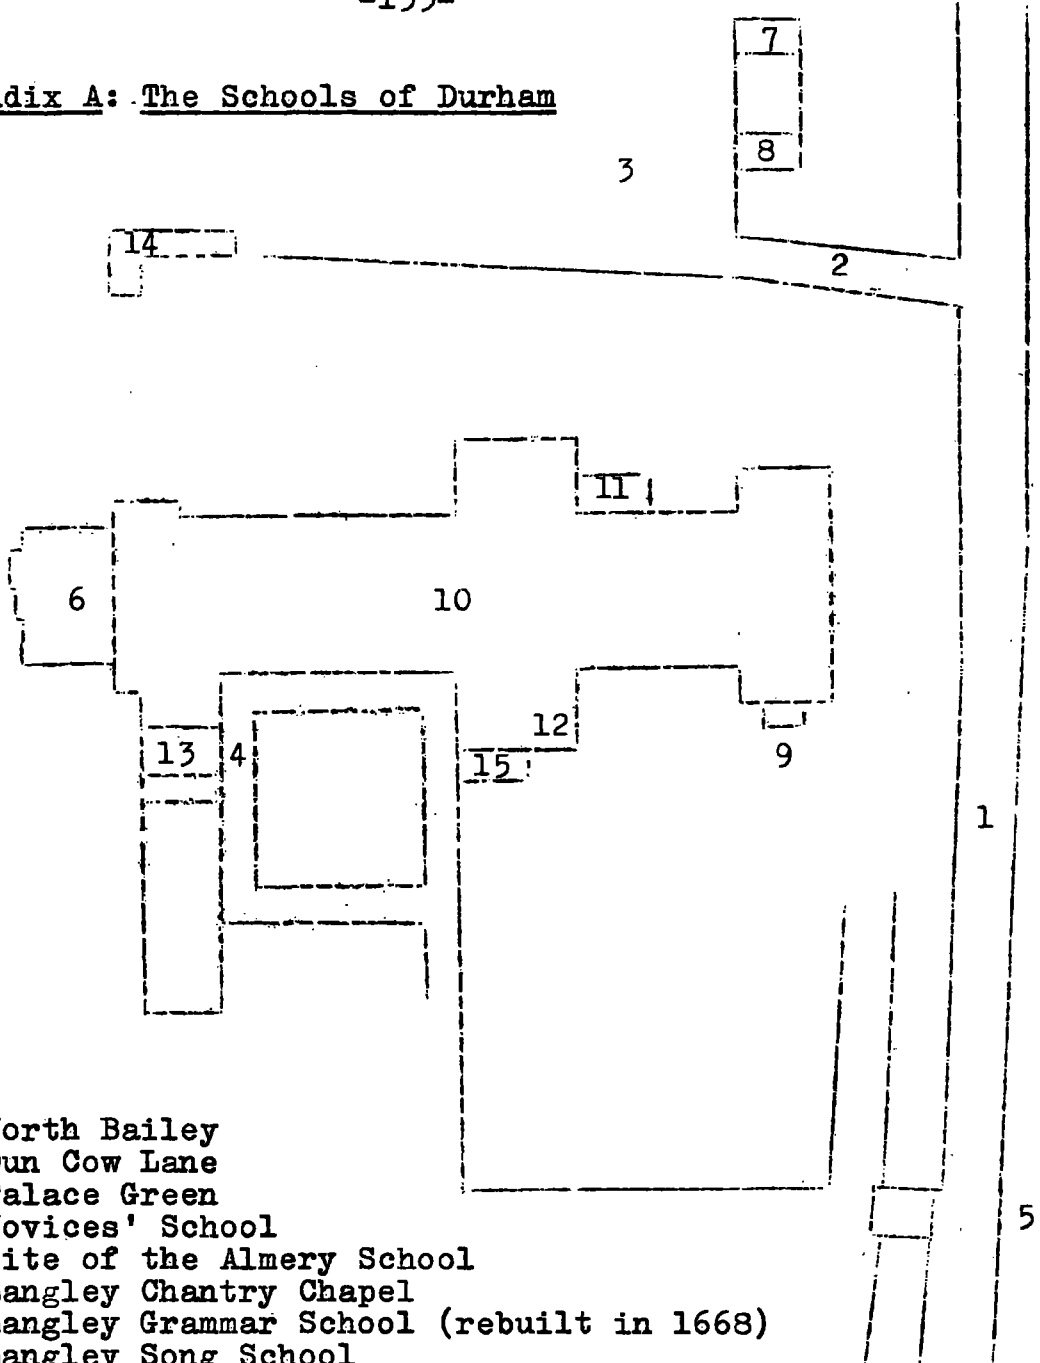 -155-
dix A: The Schools of Durham
7
8
3
14
2
11
6
10
12
13
4
15
9
1
5
orth Bailey
un Cow Lane
alace Green
ovices' School
ite of the Almery School
angley Chantry Chapel
angley Grammar School (rebuilt in 1668)
angley Song School